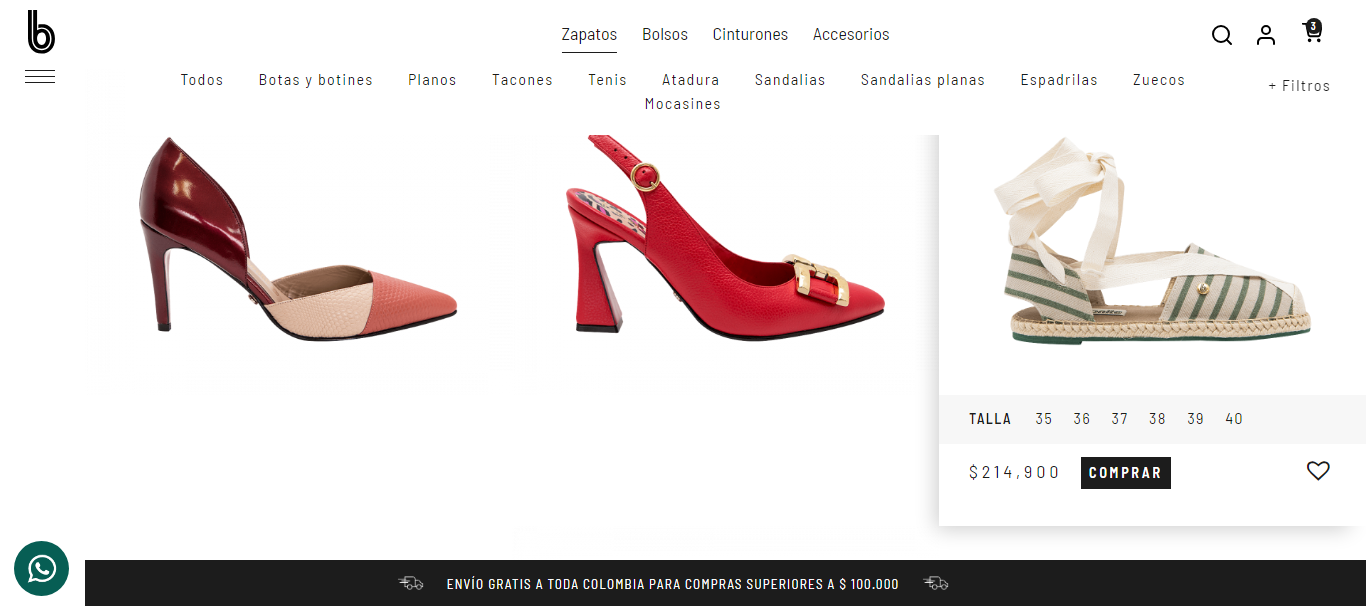 b
Zapatos Bolsos Cinturones Accesorios
3
Todos Botas y botines Planos Tacones Tenis Atadura Sandalias Sandalias planas Espadrilas Zuecos
Mocasines
+ Filtros
TALLA 35 36 37 38 39 40
$214,900 COMPRAR
ENVÍO GRATIS A TODA COLOMBIA PARA COMPRAS SUPERIORES A $ 100.000